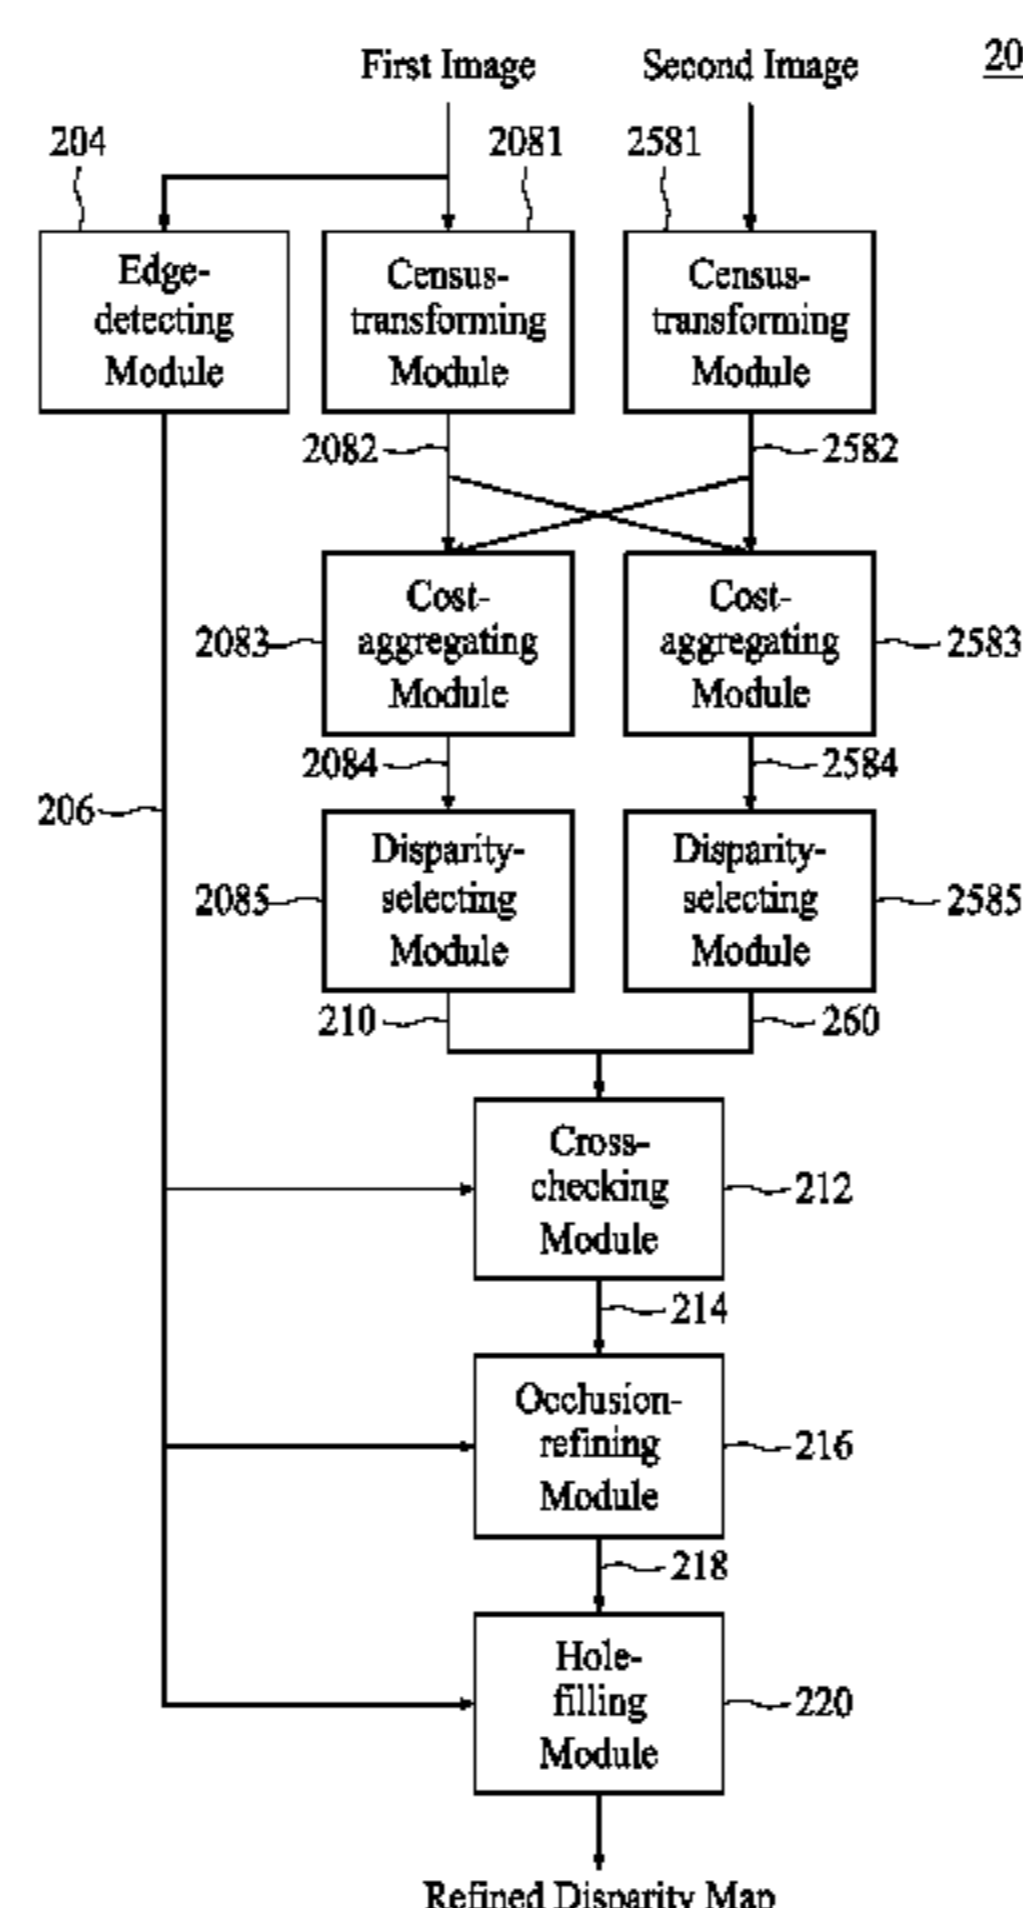 First Image
Second Image
20
204
2081
2581
Edge-
detecting
Module
Census-
transforming
Module
Census-
transforming
Module
2082
2582
Cost-
aggregating
Module
Cost-
aggregating
Module
2083
2583
2084
2584
206
Disparity-
selecting
Module
Disparity-
selecting
Module
2085
2585
210
260
Cross-
checking
Module
212
214
Occlusion-
refining
Module
216
218
Hole-
filling
Module
220
Refined Disparity Map